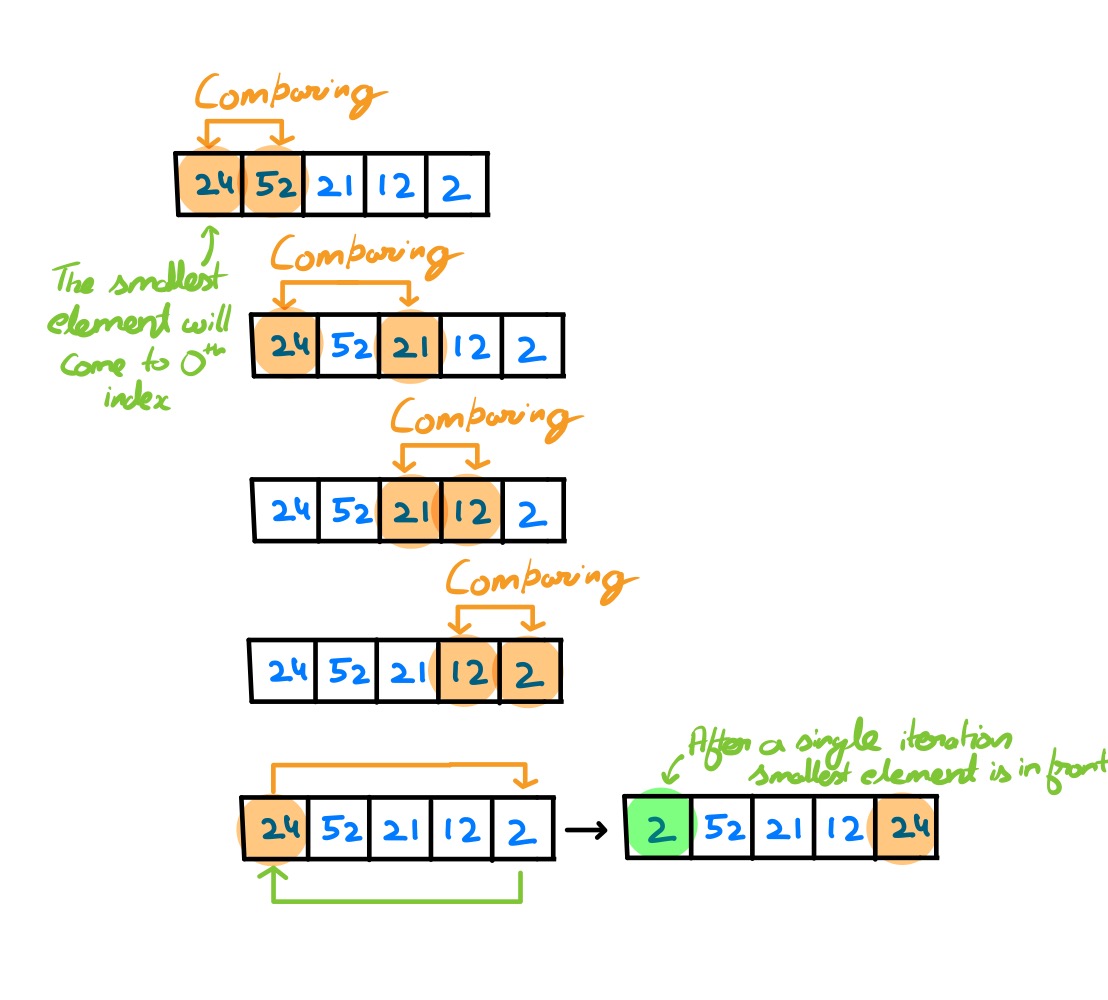 Comparing
24 52 21 12 2
The smallest
element will
come to 0th
index
Comparing
24 52 21 12 2
Comparing
24 52 21 12 2
Comparing
24 52 21 12 2
After a single iteration
smallest element is in front
24 52 21 12 2
2 52 21 12 24